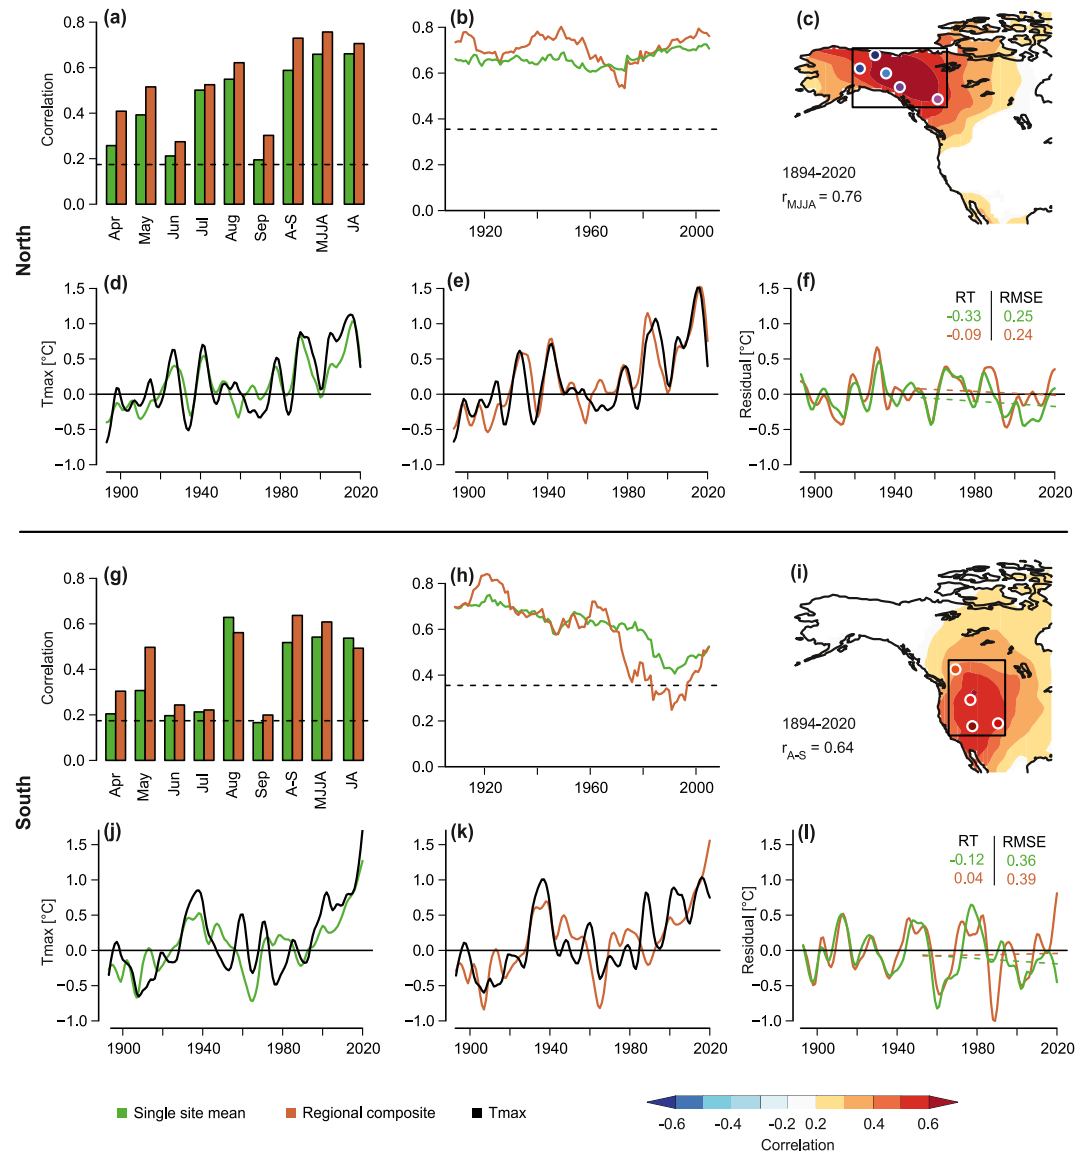 North
(a)
Correlation
0.8
0.6
0.4
0.2
0.0
Apr
May
Jun
Jul
Aug
Sep
A-S
MJJA
JA
(b)
0.8
0.6
0.4
0.2
0.0
1920
1960
2000
(c)
1894-2020
rMJJA = 0.76
(d)
Tmax [°C]
1.5
1.0
0.5
0.0
−0.5
−1.0
1900
1940
1980
2020
(e)
1.5
1.0
0.5
0.0
−0.5
−1.0
1900
1940
1980
2020
(f)
Residual [°C]
1.5
1.0
0.5
0.0
−0.5
−1.0
RT RMSE
-0.33 0.25
-0.09 0.24
1900
1940
1980
2020
South
(g)
Correlation
0.8
0.6
0.4
0.2
0.0
Apr
May
Jun
Jul
Aug
Sep
A-S
MJJA
JA
(h)
0.8
0.6
0.4
0.2
0.0
1920
1960
2000
(i)
1894-2020
rA-S = 0.64
(j)
Tmax [°C]
1.5
1.0
0.5
0.0
−0.5
−1.0
1900
1940
1980
2020
(k)
1.5
1.0
0.5
0.0
−0.5
−1.0
1900
1940
1980
2020
(l)
Residual [°C]
1.5
1.0
0.5
0.0
−0.5
−1.0
RT RMSE
-0.12 0.36
0.04 0.39
1900
1940
1980
2020
Single site mean
Regional composite
Tmax
-0.6 -0.4 -0.2 0.2 0.4 0.6
Correlation